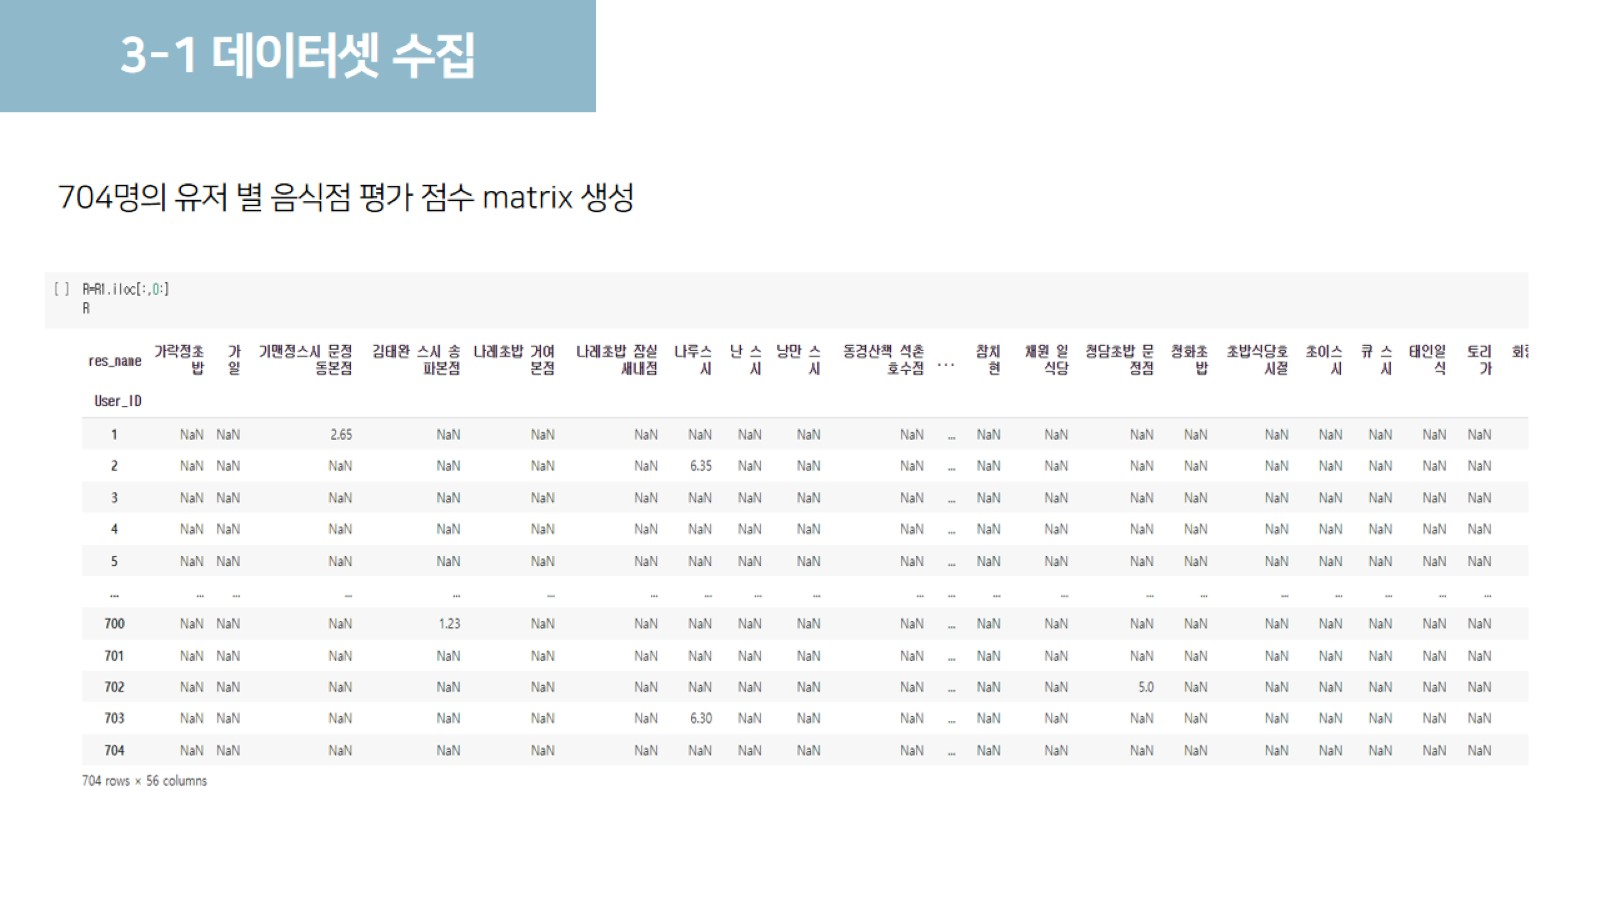 3-1 데이터셋 수집
704명의 유저 별 음식점 평가 점수 matrix 생성
[ ] R=R1.iloc[:,0:]
R
res_name 가락정초밥 가일 기맨정스시 문정동본점 김태완 스시 송파본점 나레초밥 거여본점 나레초밥 잠실새내점 나루스시 난 스시 낭만 스시 동경산책 석촌호수점 ... 참치현 채원 일식당 청담초밥 문정점 청화초밥 초밥식당호시절 초이스시 큐 스시 태인일식 토리가
User_ID
1 NaN NaN 2.65 NaN NaN NaN NaN NaN NaN NaN ... NaN NaN NaN NaN NaN NaN NaN NaN NaN
2 NaN NaN NaN NaN NaN NaN 6.35 NaN NaN NaN ... NaN NaN NaN NaN NaN NaN NaN NaN NaN
3 NaN NaN NaN NaN NaN NaN NaN NaN NaN NaN ... NaN NaN NaN NaN NaN NaN NaN NaN NaN
4 NaN NaN NaN NaN NaN NaN NaN NaN NaN NaN ... NaN NaN NaN NaN NaN NaN NaN NaN NaN
5 NaN NaN NaN NaN NaN NaN NaN NaN NaN NaN ... NaN NaN NaN NaN NaN NaN NaN NaN NaN
... ... ... ... ... ... ... ... ... ... ... ... ... ... ... ... ... ... ... ... ...
700 NaN NaN NaN 1.23 NaN NaN NaN NaN NaN NaN ... NaN NaN NaN NaN NaN NaN NaN NaN NaN
701 NaN NaN NaN NaN NaN NaN NaN NaN NaN NaN ... NaN NaN NaN NaN NaN NaN NaN NaN NaN
702 NaN NaN NaN NaN NaN NaN NaN NaN NaN NaN ... NaN NaN 5.0 NaN NaN NaN NaN NaN NaN
703 NaN NaN NaN NaN NaN NaN 6.30 NaN NaN NaN ... NaN NaN NaN NaN NaN NaN NaN NaN NaN
704 NaN NaN NaN NaN NaN NaN NaN NaN NaN NaN ... NaN NaN NaN NaN NaN NaN NaN NaN NaN
704 rows × 56 columns